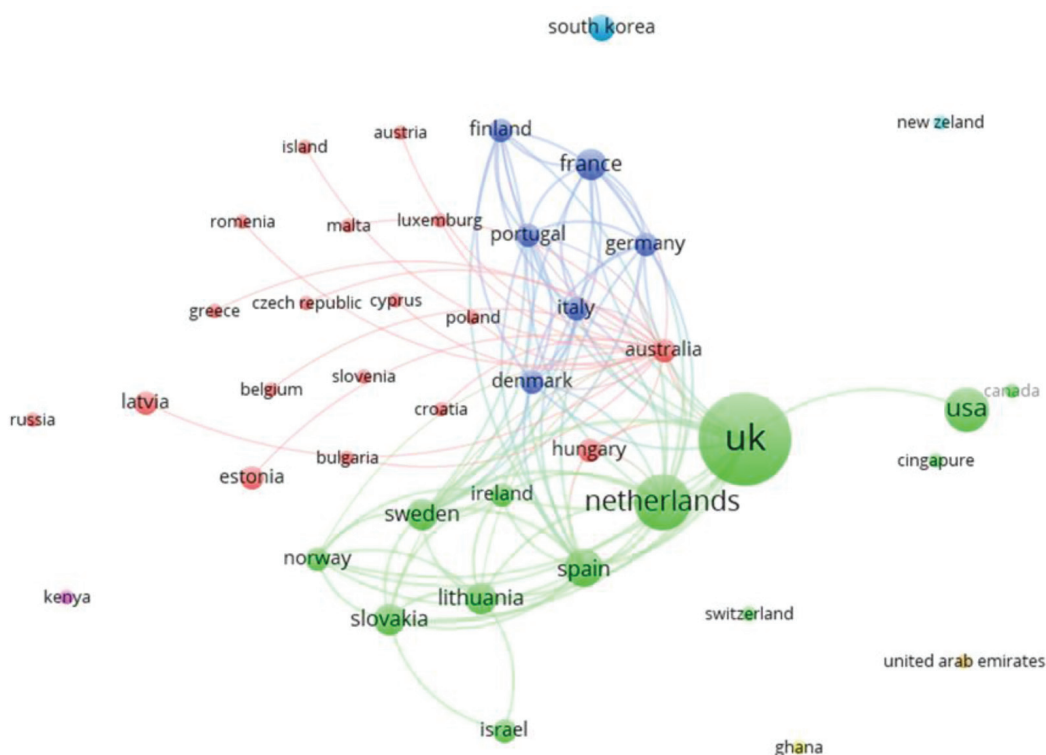 south korea
new zeland
finland
austria
island
france
romenia
malta
luxemburg
portugal
germany
greece
czech republic
cyprus
italy
poland
australia
belgium
slovenia
denmark
canada
latvia
croatia
usa
russia
uk
hungary
bulgaria
cingapure
estonia
ireland
netherlands
sweden
norway
spain
kenya
lithuania
slovakia
switzerland
united arab emirates
israel
ghana